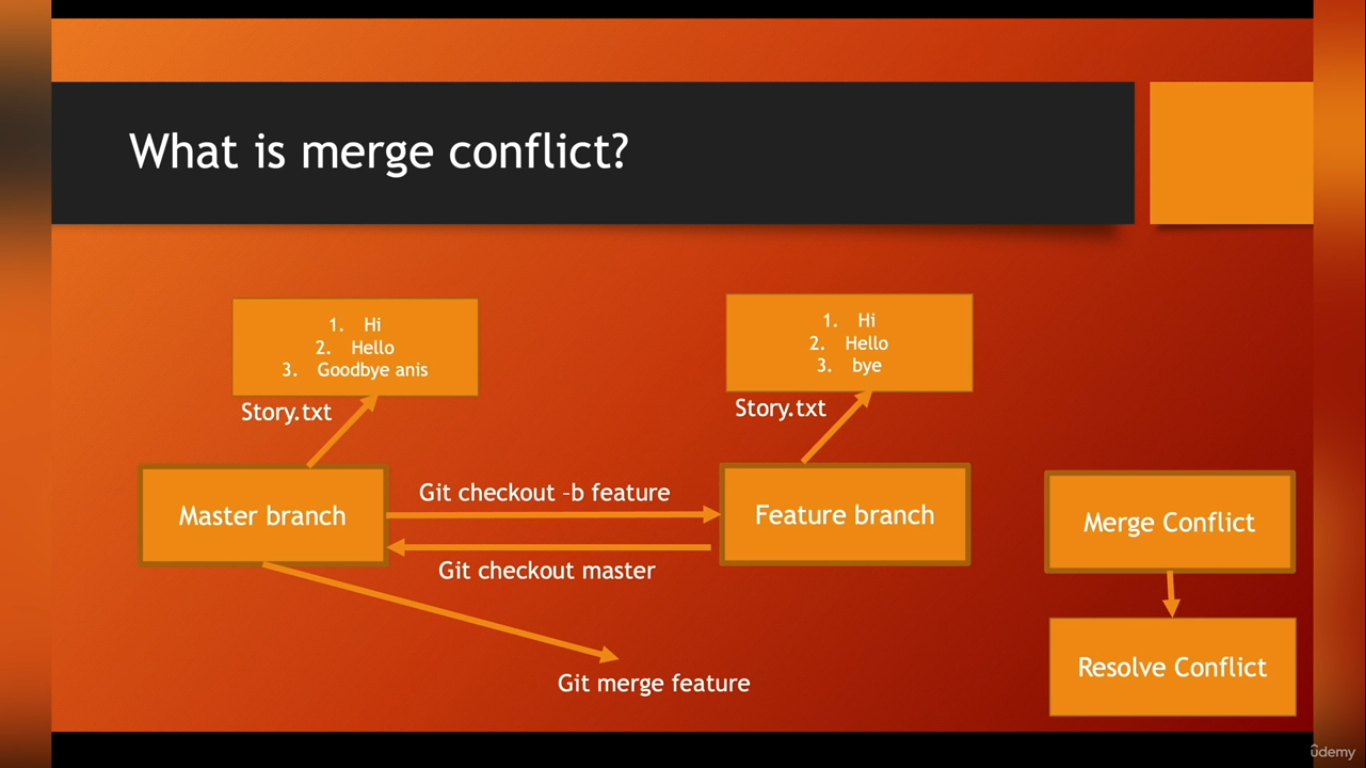 What is merge conflict?
1. Hi
2. Hello
3. Goodbye anis
Story.txt
1. Hi
2. Hello
3. bye
Story.txt
Master branch
Git checkout -b feature
Feature branch
Git checkout master
Git merge feature
Merge Conflict
Resolve Conflict
ûdemy